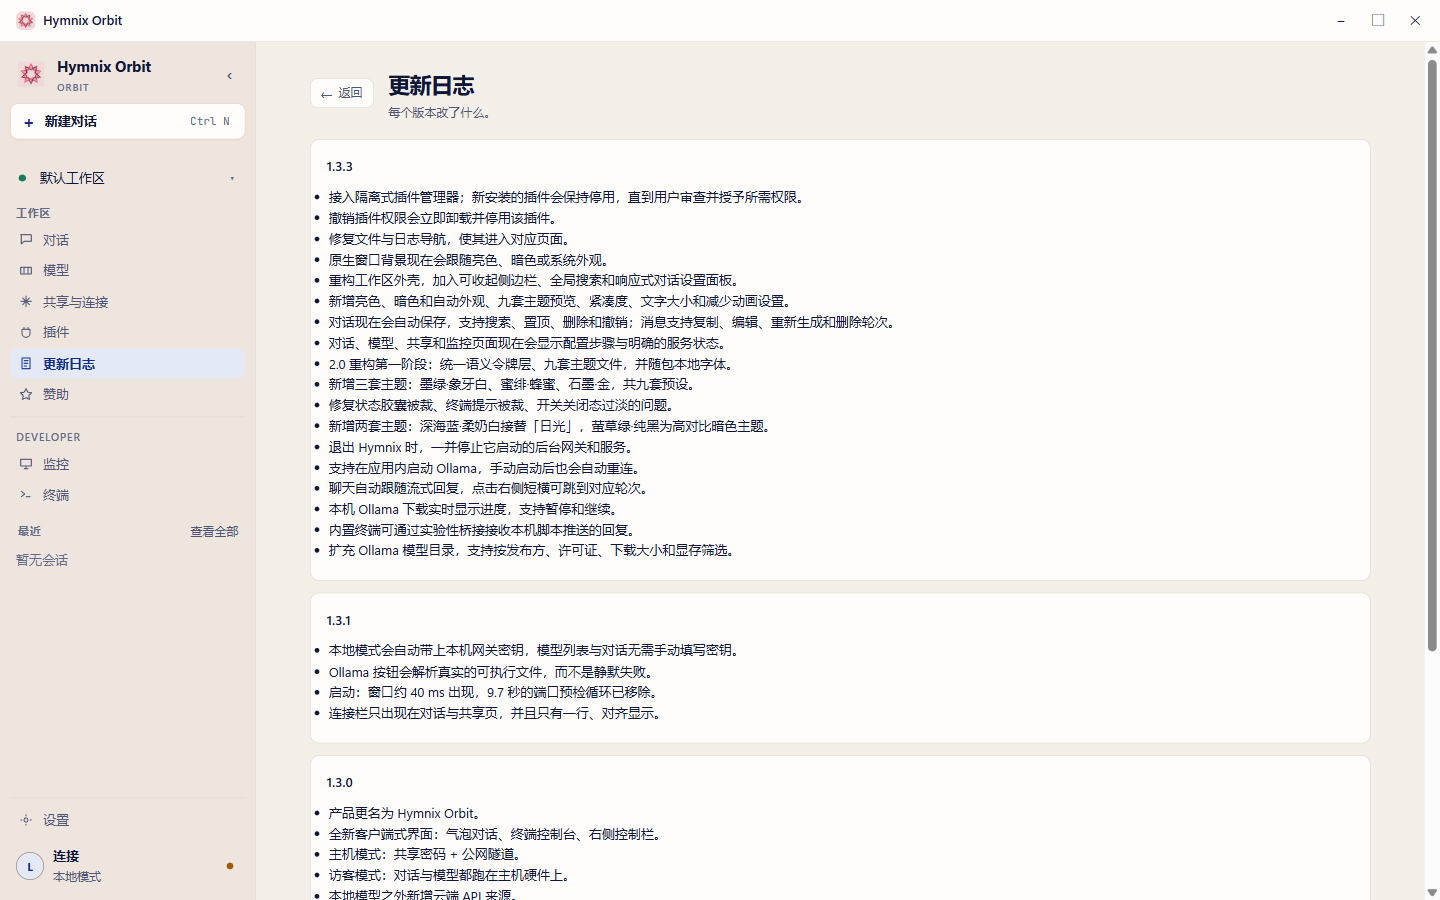 Hymnix Orbit
Hymnix Orbit
ORBIT
+ 新建对话 Ctrl N
默认工作区
工作区
对话
模型
共享与连接
插件
更新日志
赞助
DEVELOPER
监控
终端
最近 查看全部
暂无会话
设置
L
连接
本地模式
← 返回
更新日志
每个版本改了什么。
1.3.3
• 接入隔离式插件管理器；新安装的插件会保持停用，直到用户审查并授予所需权限。
• 撤销插件权限会立即卸载并停用该插件。
• 修复文件与日志导航，使其进入对应页面。
• 原生窗口背景现在会跟随亮色、暗色或系统外观。
• 重构工作区外壳，加入可收起侧边栏、全局搜索和响应式对话设置面板。
• 新增亮色、暗色和自动外观、九套主题预览、紧凑度、文字大小和减少动画设置。
• 对话现在会自动保存，支持搜索、置顶、删除和撤销；消息支持复制、编辑、重新生成和删除轮次。
• 对话、模型、共享和监控页面现在会显示配置步骤与明确的服务状态。
• 2.0 重构第一阶段：统一语义令牌层、九套主题文件，并随包本地字体。
• 新增三套主题：墨绿·象牙白、蜜绯·蜂蜜、石墨·金，共九套预设。
• 修复状态胶囊被裁、终端提示被裁、开关关闭态过淡的问题。
• 新增两套主题：深海蓝·柔奶白接替「日光」，萤草绿·纯黑为高对比暗色主题。
• 退出 Hymnix 时，一并停止它启动的后台网关和服务。
• 支持在应用内启动 Ollama，手动启动后也会自动重连。
• 聊天自动跟随流式回复，点击右侧短横可跳到对应轮次。
• 本机 Ollama 下载实时显示进度，支持暂停和继续。
• 内置终端可通过实验性桥接接收本机脚本推送的回复。
• 扩充 Ollama 模型目录，支持按发布方、许可证、下载大小和显存筛选。
1.3.1
• 本地模式会自动带上本机网关密钥，模型列表与对话无需手动填写密钥。
• Ollama 按钮会解析真实的可执行文件，而不是静默失败。
• 启动：窗口约 40 ms 出现，9.7 秒的端口预检循环已移除。
• 连接栏只出现在对话与共享页，并且只有一行、对齐显示。
1.3.0
• 产品更名为 Hymnix Orbit。
• 全新客户端式界面：气泡对话、终端控制台、右侧控制栏。
• 主机模式：共享密码 + 公网隧道。
• 访客模式：对话与模型都跑在主机硬件上。
• 本地模型之外新增云端 API 来源。